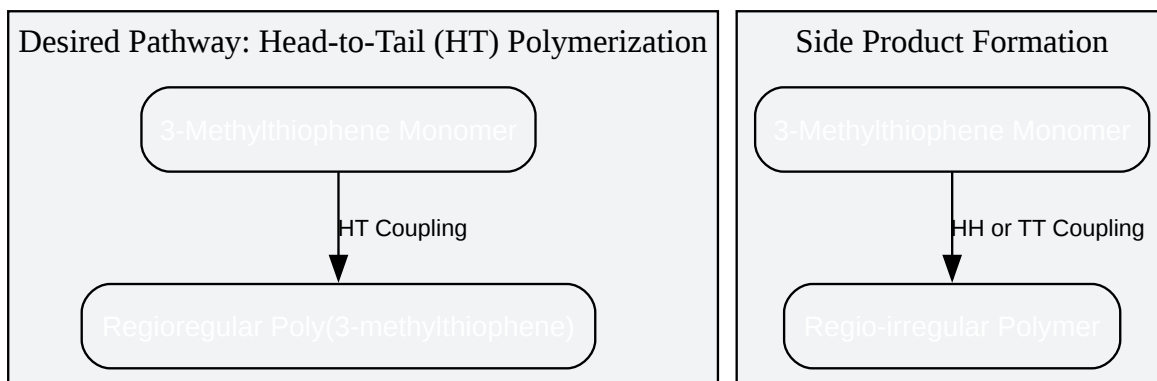 Desired Pathway: Head-to-Tail (HT) Polymerization
3-Methylthiophene Monomer
HT Coupling
Regioregular Poly(3-methylthiophene)
Side Product Formation
3-Methylthiophene Monomer
HH or TT Coupling
Regio-irregular Polymer